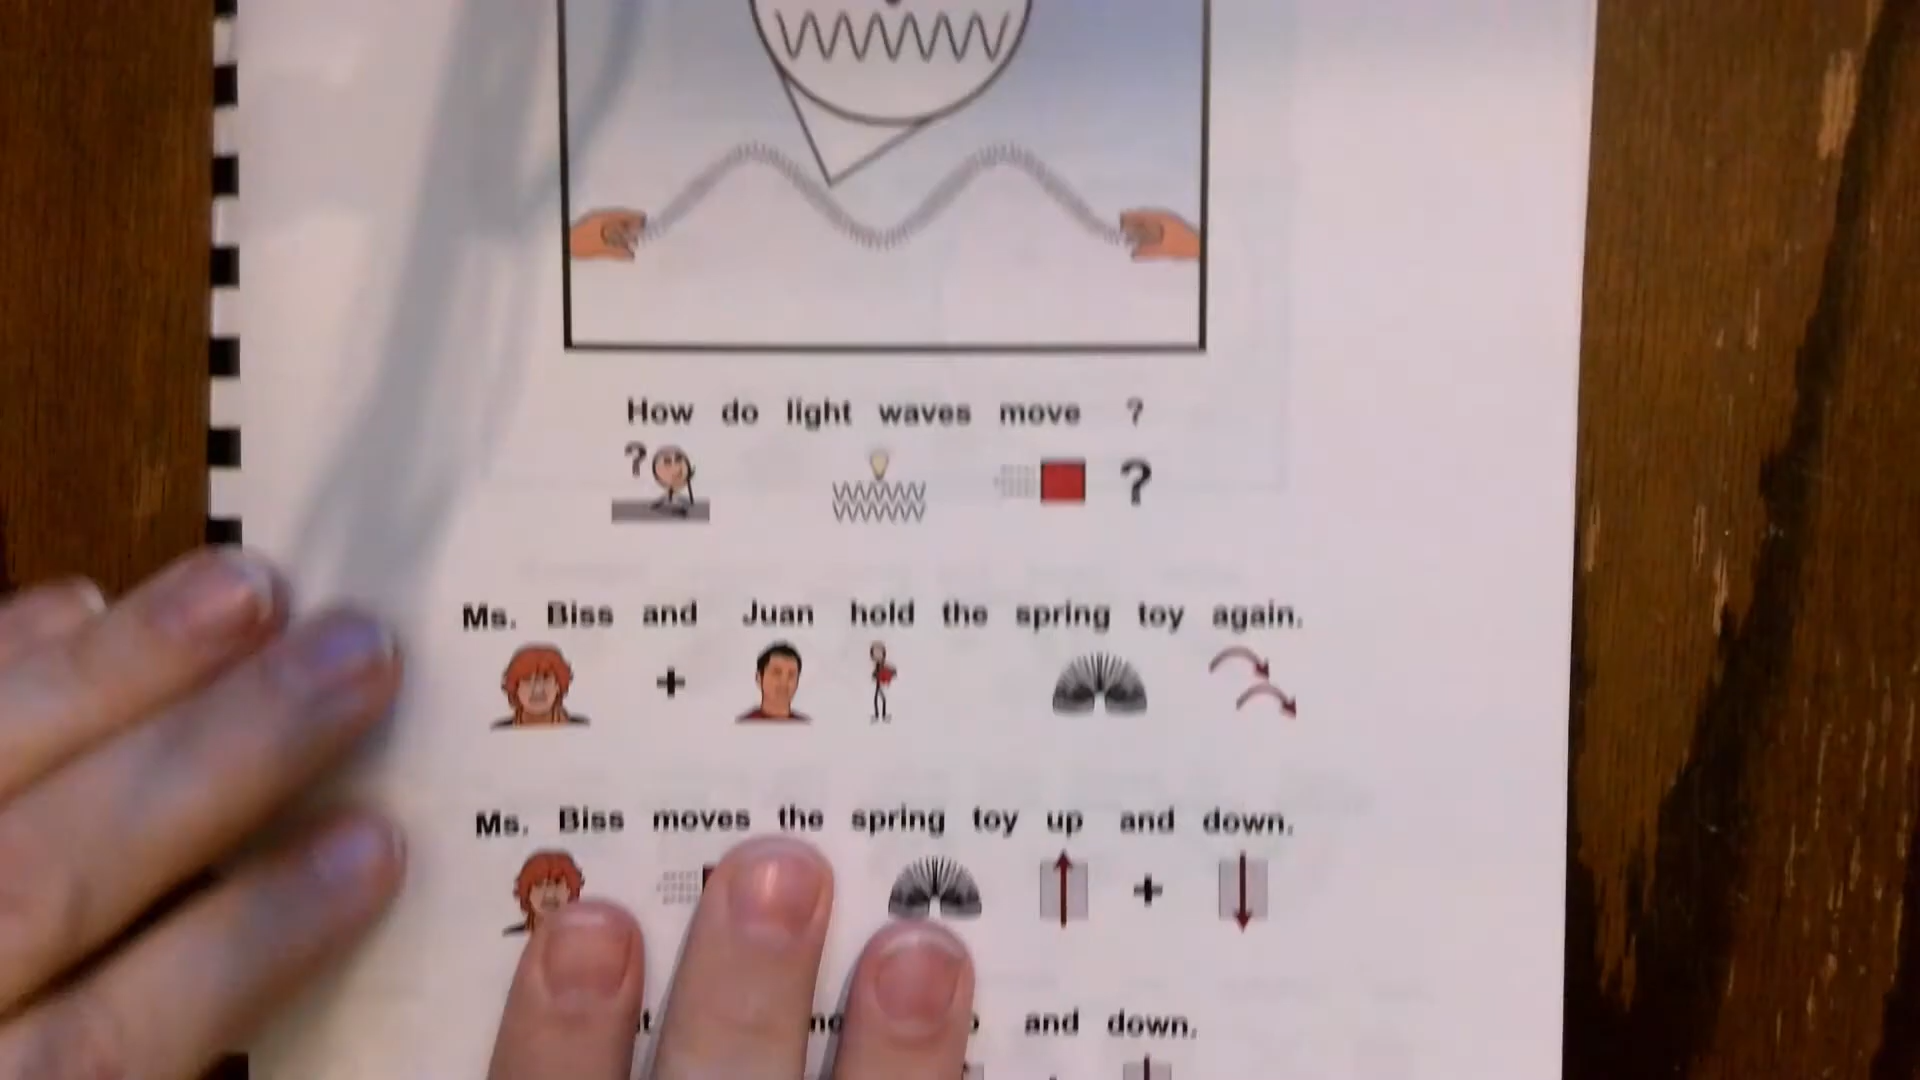 How do light waves move ?
? ?
Ms. Biss and Juan hold the spring toy again.
+
Ms. Biss moves the spring toy up and down.
+
and down.